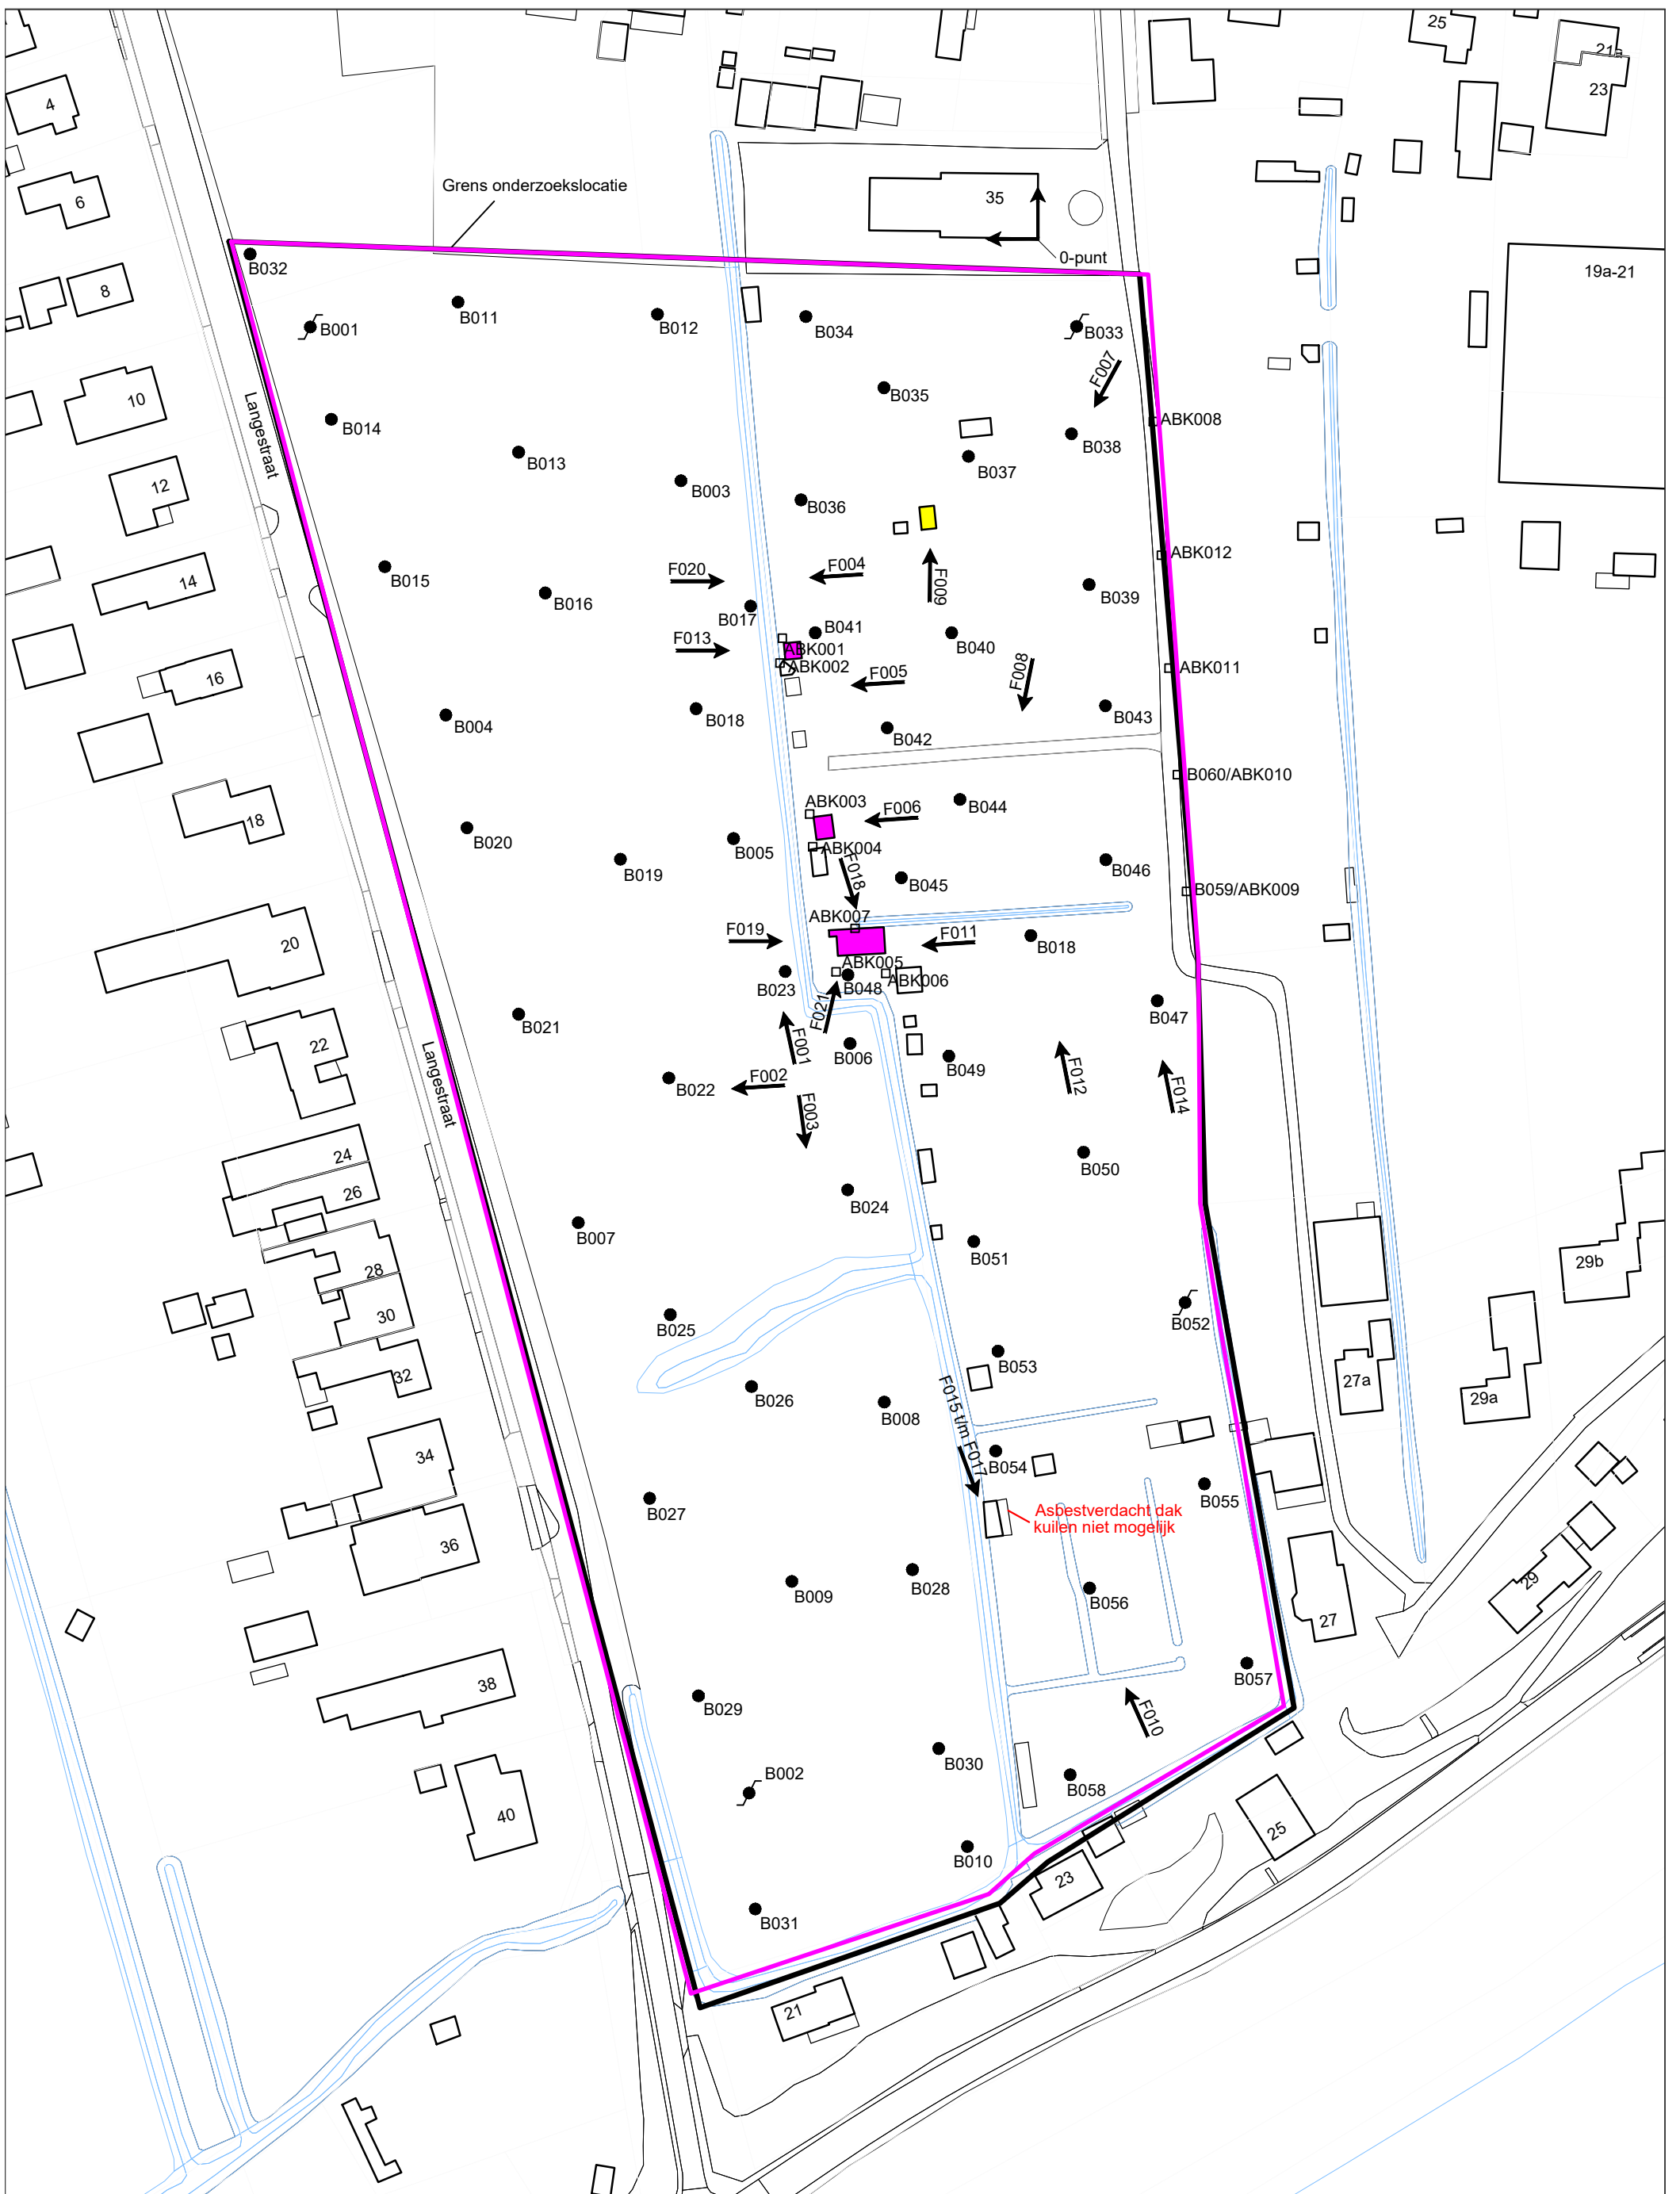 25
21a
23
4
6
Grens onderzoekslocatie
35
0-punt
19a-21
B032
8
B001
B011
B012
B034
B033
F007
B035
10
Langestraat
B014
B013
B038
ABK008
B037
B003
12
B036
ABK012
F020
F004
F009
14
B015
B016
B017
B039
B041
B040
F013
ABK001
ABK002
ABK011
16
F005
F008
B018
B043
B004
B042
B060/ABK010
ABK003
F006
B044
18
B020
B005
ABK004
F018
B019
B045
B046
B059/ABK009
ABK007
F019
F011
B018
20
ABK005
B023
B048
ABK006
F021
B021
B047
22
Langestraat
F001
B006
B049
F002
F012
F014
B022
F003
24
B050
26
B024
B007
B051
28
29b
30
B025
B052
B053
32
27a
29a
B026
B008
F015 t/m F017
34
B054
B055
B027
Asbestverdacht dak
kuilen niet mogelijk
36
B009
B028
B056
29
27
B057
38
B029
F010
B030
B002
B058
40
25
B010
23
B031
21